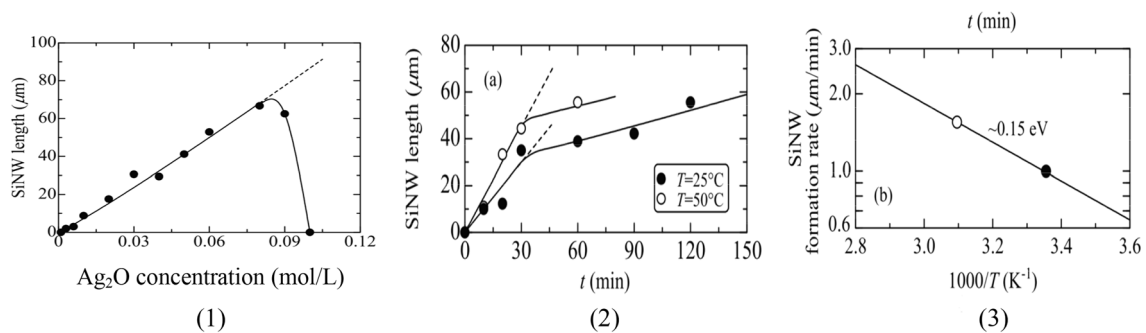 100
80
60
40
20
0
SiNW length (μm)
0.03
0.06
0.09
0.12
Ag₂O concentration (mol/L)
(1)
80
60
40
20
0
SiNW length (μm)
(a)
T=25°C
T=50°C
0
30
60
90
120
150
t (min)
(2)
t (min)
3.0
2.0
1.0
0.6
SiNW
formation rate (μm/min)
~0.15 eV
(b)
2.8
3.0
3.2
3.4
3.6
1000/T (K⁻¹)
(3)